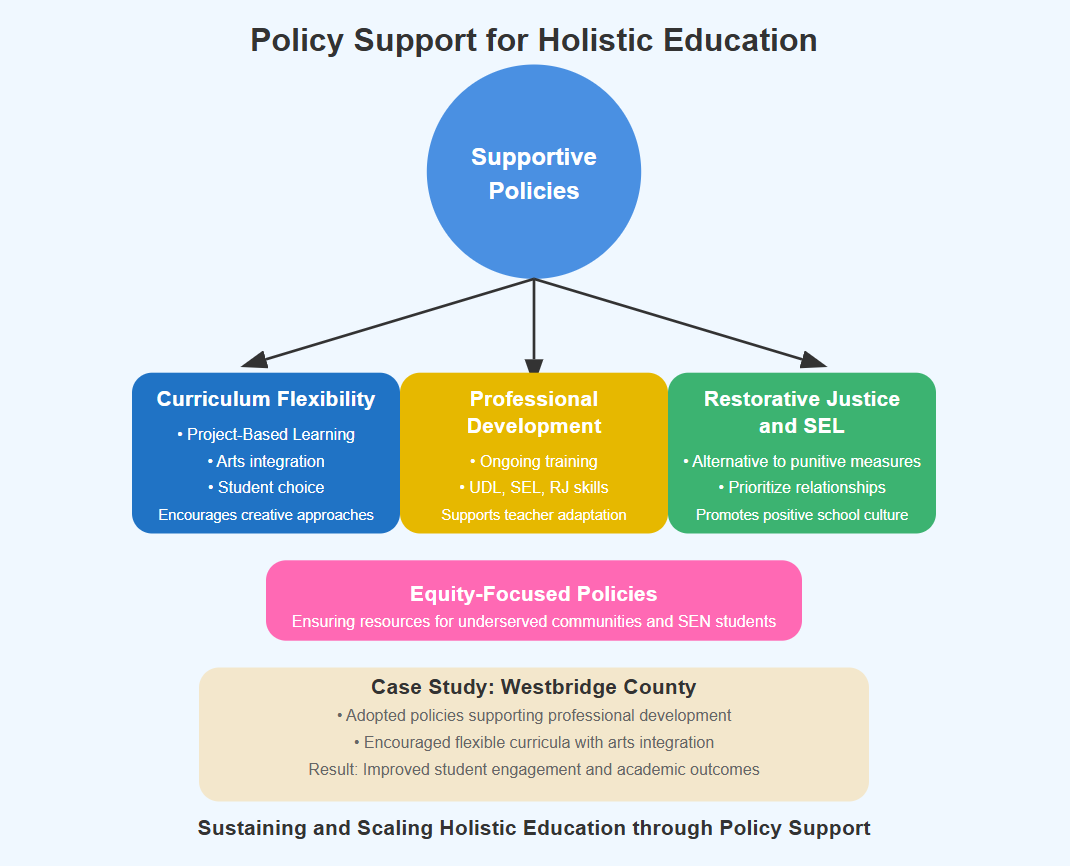 Policy Support for Holistic Education
Supportive
Policies
Curriculum Flexibility
• Project-Based Learning
• Arts integration
• Student choice
Encourages creative approaches
Professional
Development
• Ongoing training
• UDL, SEL, RJ skills
Supports teacher adaptation
Restorative Justice
and SEL
• Alternative to punitive measures
• Prioritize relationships
Promotes positive school culture
Equity-Focused Policies
Ensuring resources for underserved communities and SEN students
Case Study: Westbridge County
• Adopted policies supporting professional development
• Encouraged flexible curricula with arts integration
Result: Improved student engagement and academic outcomes
Sustaining and Scaling Holistic Education through Policy Support